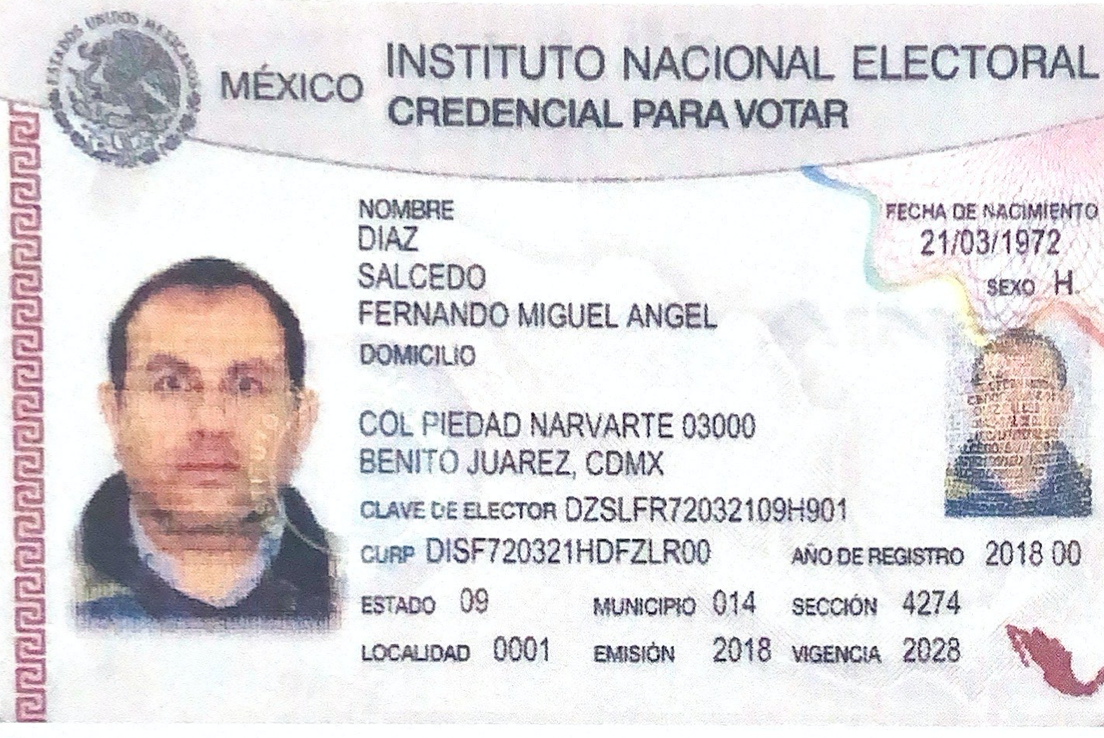 ESTADOS UNIDOS MEXICANOS
MÉXICO
INSTITUTO NACIONAL ELECTORAL
CREDENCIAL PARA VOTAR
NOMBRE
DIAZ
SALCEDO
FERNANDO MIGUEL ANGEL
FECHA DE NACIMIENTO
21/03/1972
SEXO H
DOMICILIO
COL PIEDAD NARVARTE 03000
BENITO JUAREZ, CDMX
CLAVE DE ELECTOR DZSLFR72032109H901
CURP DISF720321HDFZLR00 AÑO DE REGISTRO 2018 00
ESTADO 09 MUNICIPIO 014 SECCIÓN 4274
LOCALIDAD 0001 EMISIÓN 2018 VIGENCIA 2028